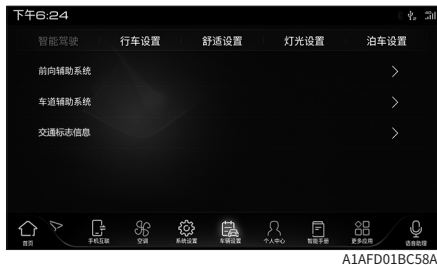 下午6:24
智能驾驶 行车设置 舒适设置 灯光设置 泊车设置
前向辅助系统
车道辅助系统
交通标志信息
首页 手机互联 空调 系统设置 车辆设置 个人中心 智能手册 更多应用 语音助理
A1AFD01BC58A